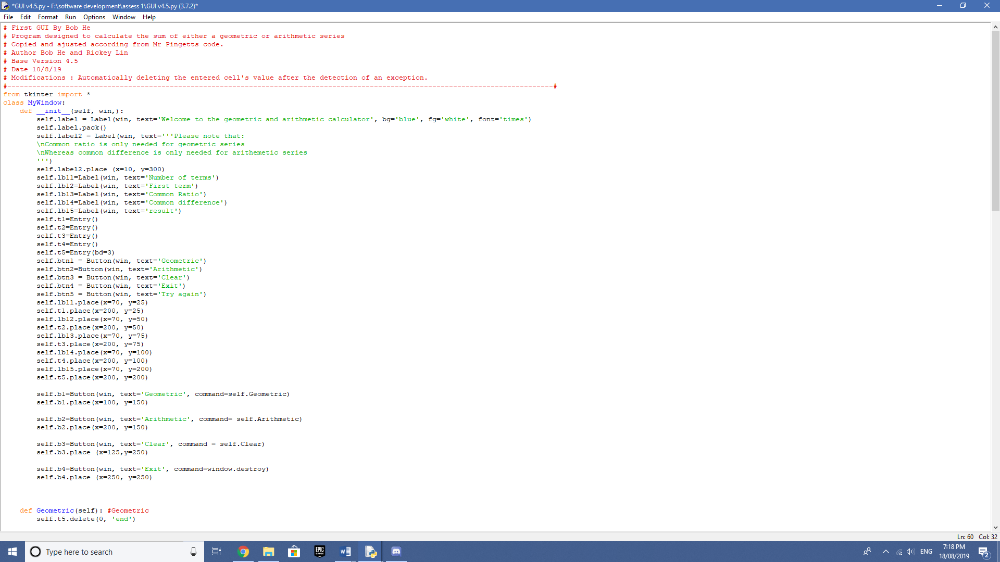 *GUI v4.5.py - F:\software development\assess 1\GUI v4.5.py (3.7.2)*
File Edit Format Run Options Window Help
# First GUI By Bob He
# Program designed to calculate the sum of either a geometric or arithmetic series
# Copied and ajusted according from Mr Pingetts code.
# Author Bob He and Rickey Lin
# Base Version 4.5
# Date 10/8/19
# Modifications : Automatically deleting the entered cell's value after the detection of an exception.
#-----------------------------------------------------------------------------------------------------------------------------------#
from tkinter import *
class MyWindow:
    def __init__(self, win,):
        self.label = Label(win, text='Welcome to the geometric and arithmetic calculator', bg='blue', fg='white', font='times')
        self.label.pack()
        self.label2 = Label(win, text='''Please note that:
        \nCommon ratio is only needed for geometric series
        \nWhereas common difference is only needed for arithemetic series
        ''')
        self.label2.place (x=10, y=300)
        self.lbl1=Label(win, text='Number of terms')
        self.lbl2=Label(win, text='First term')
        self.lbl3=Label(win, text='Common Ratio')
        self.lbl4=Label(win, text='Common difference')
        self.lbl5=Label(win, text='result')
        self.t1=Entry()
        self.t2=Entry()
        self.t3=Entry()
        self.t4=Entry()
        self.t5=Entry(bd=3)
        self.btn1 = Button(win, text='Geometric')
        self.btn2=Button(win, text='Arithmetic')
        self.btn3 = Button(win, text='Clear')
        self.btn4 = Button(win, text='Exit')
        self.btn5 = Button(win, text='Try again')
        self.lbl1.place(x=70, y=25)
        self.t1.place(x=200, y=25)
        self.lbl2.place(x=70, y=50)
        self.t2.place(x=200, y=50)
        self.lbl3.place(x=70, y=75)
        self.t3.place(x=200, y=75)
        self.lbl4.place(x=70, y=100)
        self.t4.place(x=200, y=100)
        self.lbl5.place(x=70, y=200)
        self.t5.place(x=200, y=200)
        self.b1=Button(win, text='Geometric', command=self.Geometric)
        self.b1.place(x=100, y=150)
        self.b2=Button(win, text='Arithmetic', command= self.Arithmetic)
        self.b2.place(x=200, y=150)
        self.b3=Button(win, text='Clear', command = self.Clear)
        self.b3.place (x=125,y=250)
        self.b4=Button(win, text='Exit', command=window.destroy)
        self.b4.place (x=250, y=250)
    def Geometric(self): #Geometric
        self.t5.delete(0, 'end')
Ln: 60 Col: 32
Type here to search
EPIC GAMES
ENG
7:18 PM
18/08/2019
2